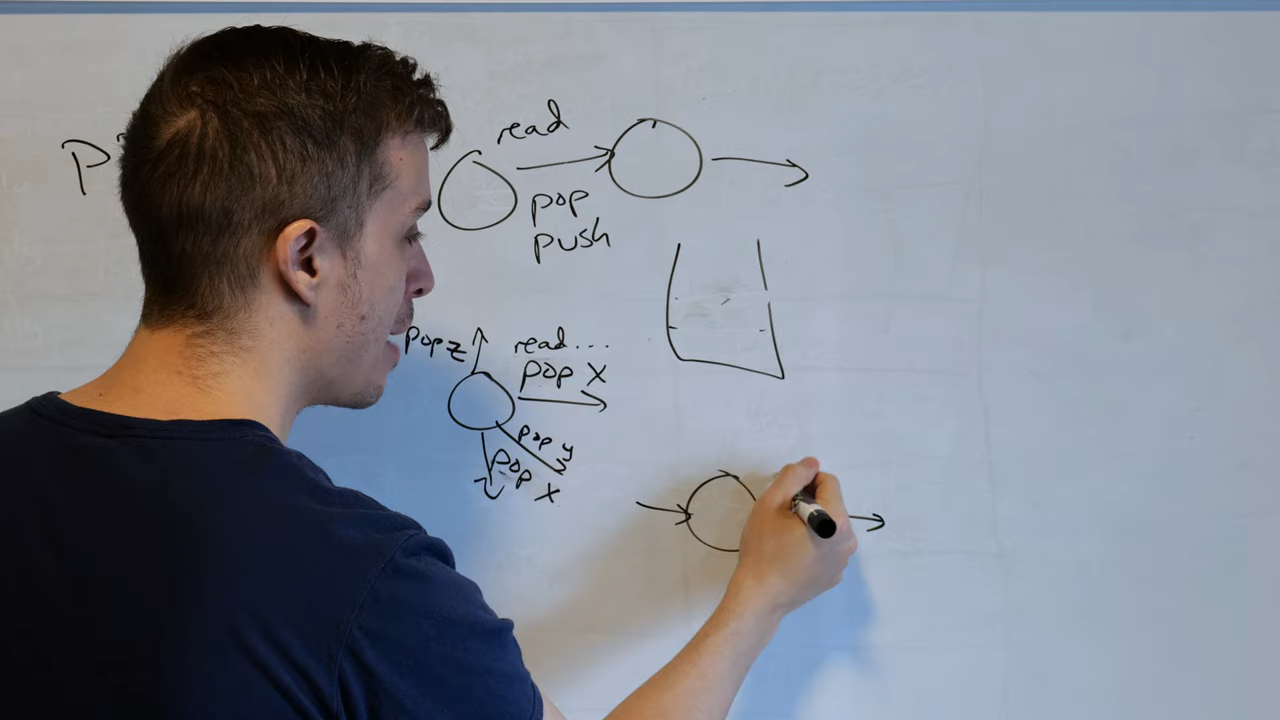 P
read
pop
push
pop z
read...
pop X
pop y
pop x